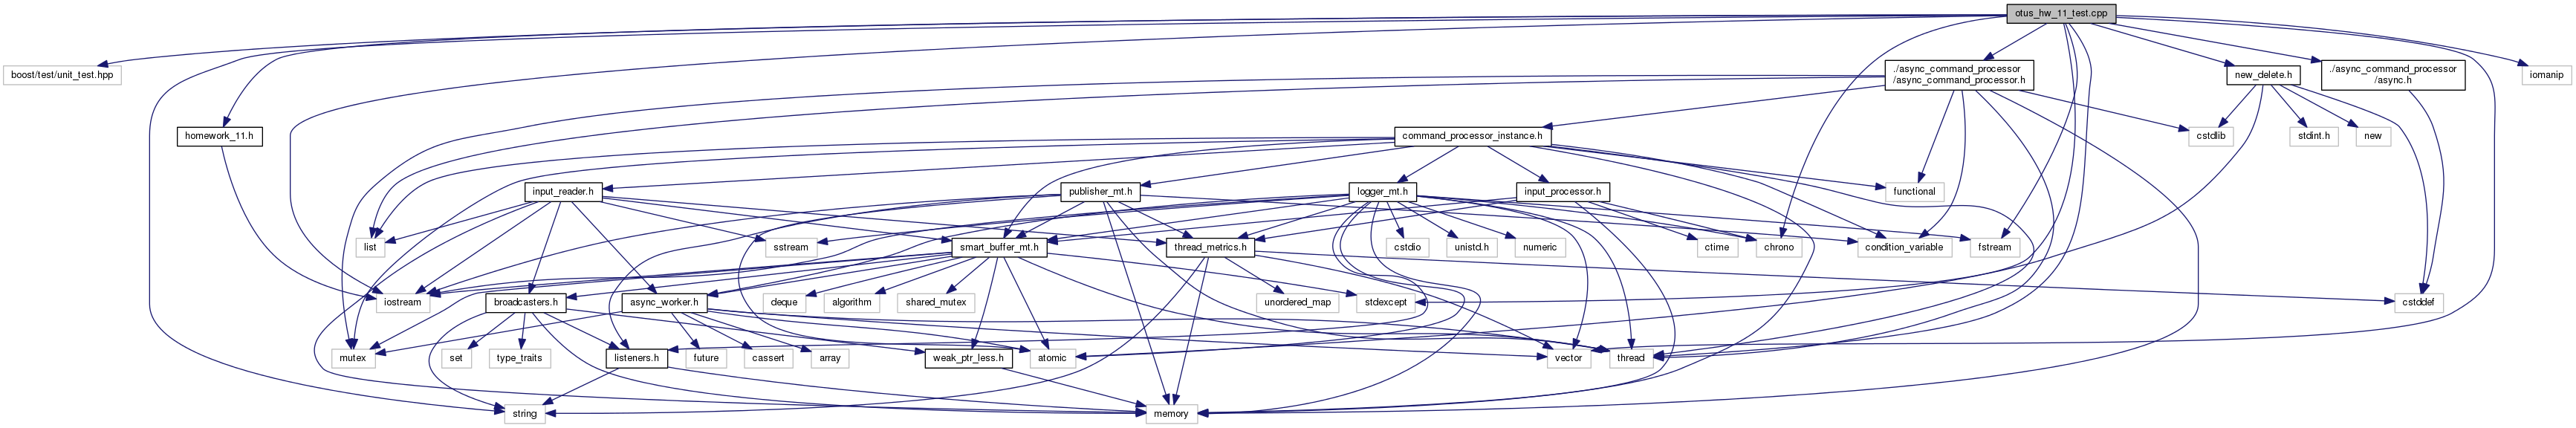 otus_hw_11_test.cpp
boost/test/unit_test.hpp
./async_command_processor
/async_command_processor.h
new_delete.h
./async_command_processor
/async.h
iomanip
homework_11.h
command_processor_instance.h
cstdlib
stdint.h
new
input_reader.h
publisher_mt.h
logger_mt.h
input_processor.h
functional
list
sstream
smart_buffer_mt.h
thread_metrics.h
cstdio
unistd.h
numeric
ctime
chrono
condition_variable
fstream
iostream
broadcasters.h
async_worker.h
deque
algorithm
shared_mutex
stdexcept
unordered_map
cstddef
mutex
set
type_traits
listeners.h
future
cassert
array
weak_ptr_less.h
atomic
vector
thread
string
memory